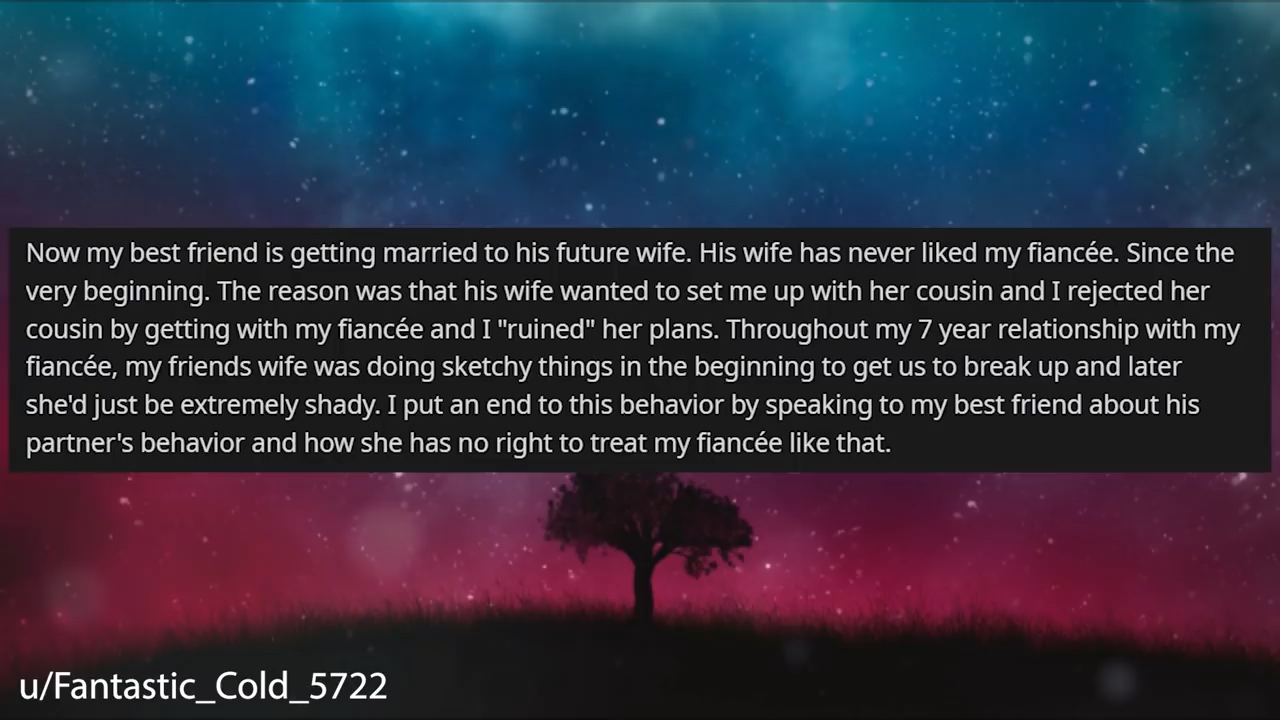 Now my best friend is getting married to his future wife. His wife has never liked my fiancée. Since the
very beginning. The reason was that his wife wanted to set me up with her cousin and I rejected her
cousin by getting with my fiancée and I "ruined" her plans. Throughout my 7 year relationship with my
fiancée, my friends wife was doing sketchy things in the beginning to get us to break up and later
she'd just be extremely shady. I put an end to this behavior by speaking to my best friend about his
partner's behavior and how she has no right to treat my fiancée like that.
u/Fantastic_Cold_5722